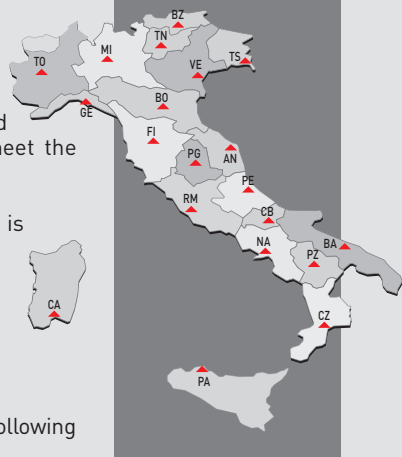 BZ
TN
MI
TS
TO
VE
BO
GE
d
FI
neet the
PG
AN
PE
RM
is
CB
NA
BA
PZ
CA
CZ
PA
ollowing